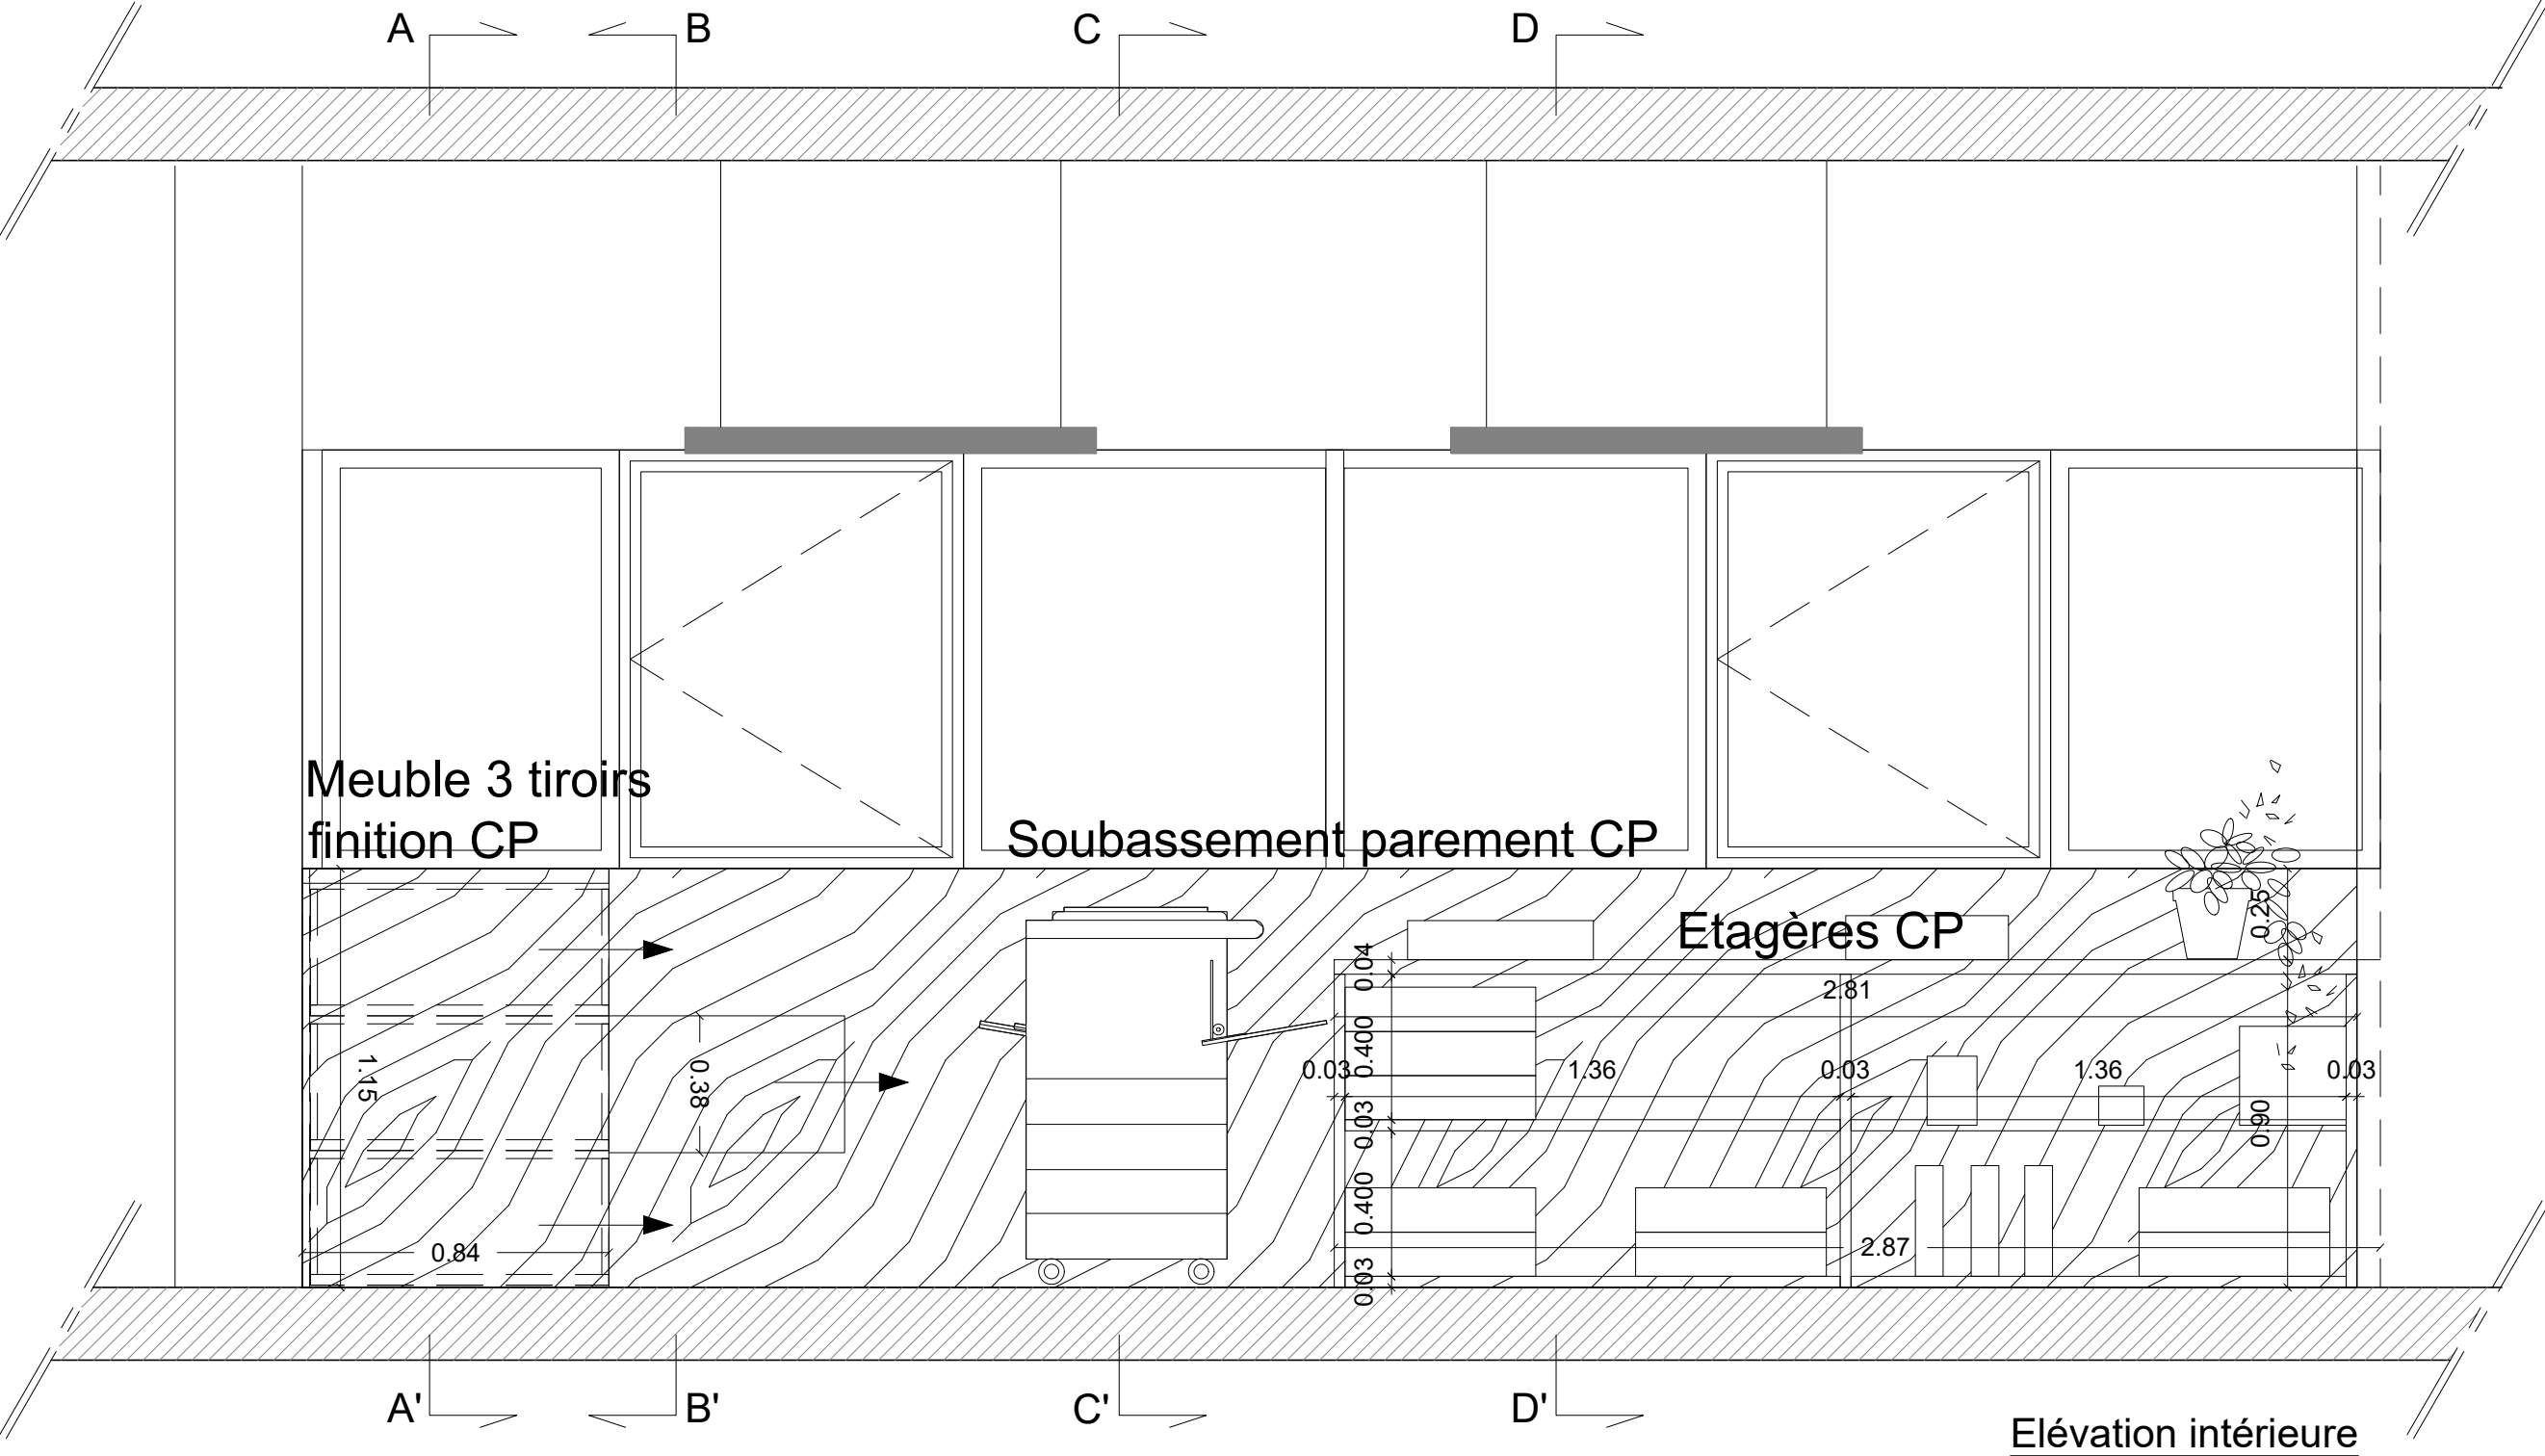 A B C D
Meuble 3 tiroirs
finition CP
Soubassement parement CP
Etagères CP
0.25
0.04
2.81
0.400
1.15
0.38
0.03 1.36 0.03 1.36 0.03
0.03
0.90
0.400
0.84
2.87
0.03
A' B' C' D'
Elévation intérieure